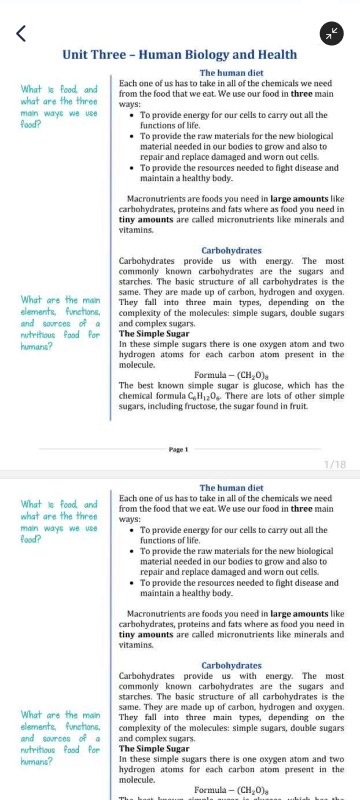 Unit Three – Human Biology and Health
The human diet
What is food, and
what are the three
main ways we use
food?
Each one of us has to take in all of the chemicals we need
from the food that we eat. We use our food in three main
ways:
• To provide energy for our cells to carry out all the
functions of life.
• To provide the raw materials for the new biological
material needed in our bodies to grow and also to
repair and replace damaged and worn out cells.
• To provide the resources needed to fight disease and
maintain a healthy body.
Macronutrients are foods you need in large amounts like
carbohydrates, proteins and fats where as food you need in
tiny amounts are called micronutrients like minerals and
vitamins.
Carbohydrates
What are the main
elements, functions,
and sources of a
nutritious food for
humans?
Carbohydrates provide us with energy. The most
commonly known carbohydrates are the sugars and
starches. The basic structure of all carbohydrates is the
same. They are made up of carbon, hydrogen and oxygen.
They fall into three main types, depending on the
complexity of the molecules: simple sugars, double sugars
and complex sugars.
The Simple Sugar
In these simple sugars there is one oxygen atom and two
hydrogen atoms for each carbon atom present in the
molecule.
Formula – (CH₂O)₈
The best known simple sugar is glucose, which has the
chemical formula C₆H₁₂O₆. There are lots of other simple
sugars, including fructose, the sugar found in fruit.
Page 1
1/18
The human diet
What is food, and
what are the three
main ways we use
food?
Each one of us has to take in all of the chemicals we need
from the food that we eat. We use our food in three main
ways:
• To provide energy for our cells to carry out all the
functions of life.
• To provide the raw materials for the new biological
material needed in our bodies to grow and also to
repair and replace damaged and worn out cells.
• To provide the resources needed to fight disease and
maintain a healthy body.
Macronutrients are foods you need in large amounts like
carbohydrates, proteins and fats where as food you need in
tiny amounts are called micronutrients like minerals and
vitamins.
Carbohydrates
What are the main
elements, functions,
and sources of a
nutritious food for
humans?
Carbohydrates provide us with energy. The most
commonly known carbohydrates are the sugars and
starches. The basic structure of all carbohydrates is the
same. They are made up of carbon, hydrogen and oxygen.
They fall into three main types, depending on the
complexity of the molecules: simple sugars, double sugars
and complex sugars.
The Simple Sugar
In these simple sugars there is one oxygen atom and two
hydrogen atoms for each carbon atom present in the
molecule.
Formula – (CH₂O)₈
The best known simple sugar is glucose, which has the